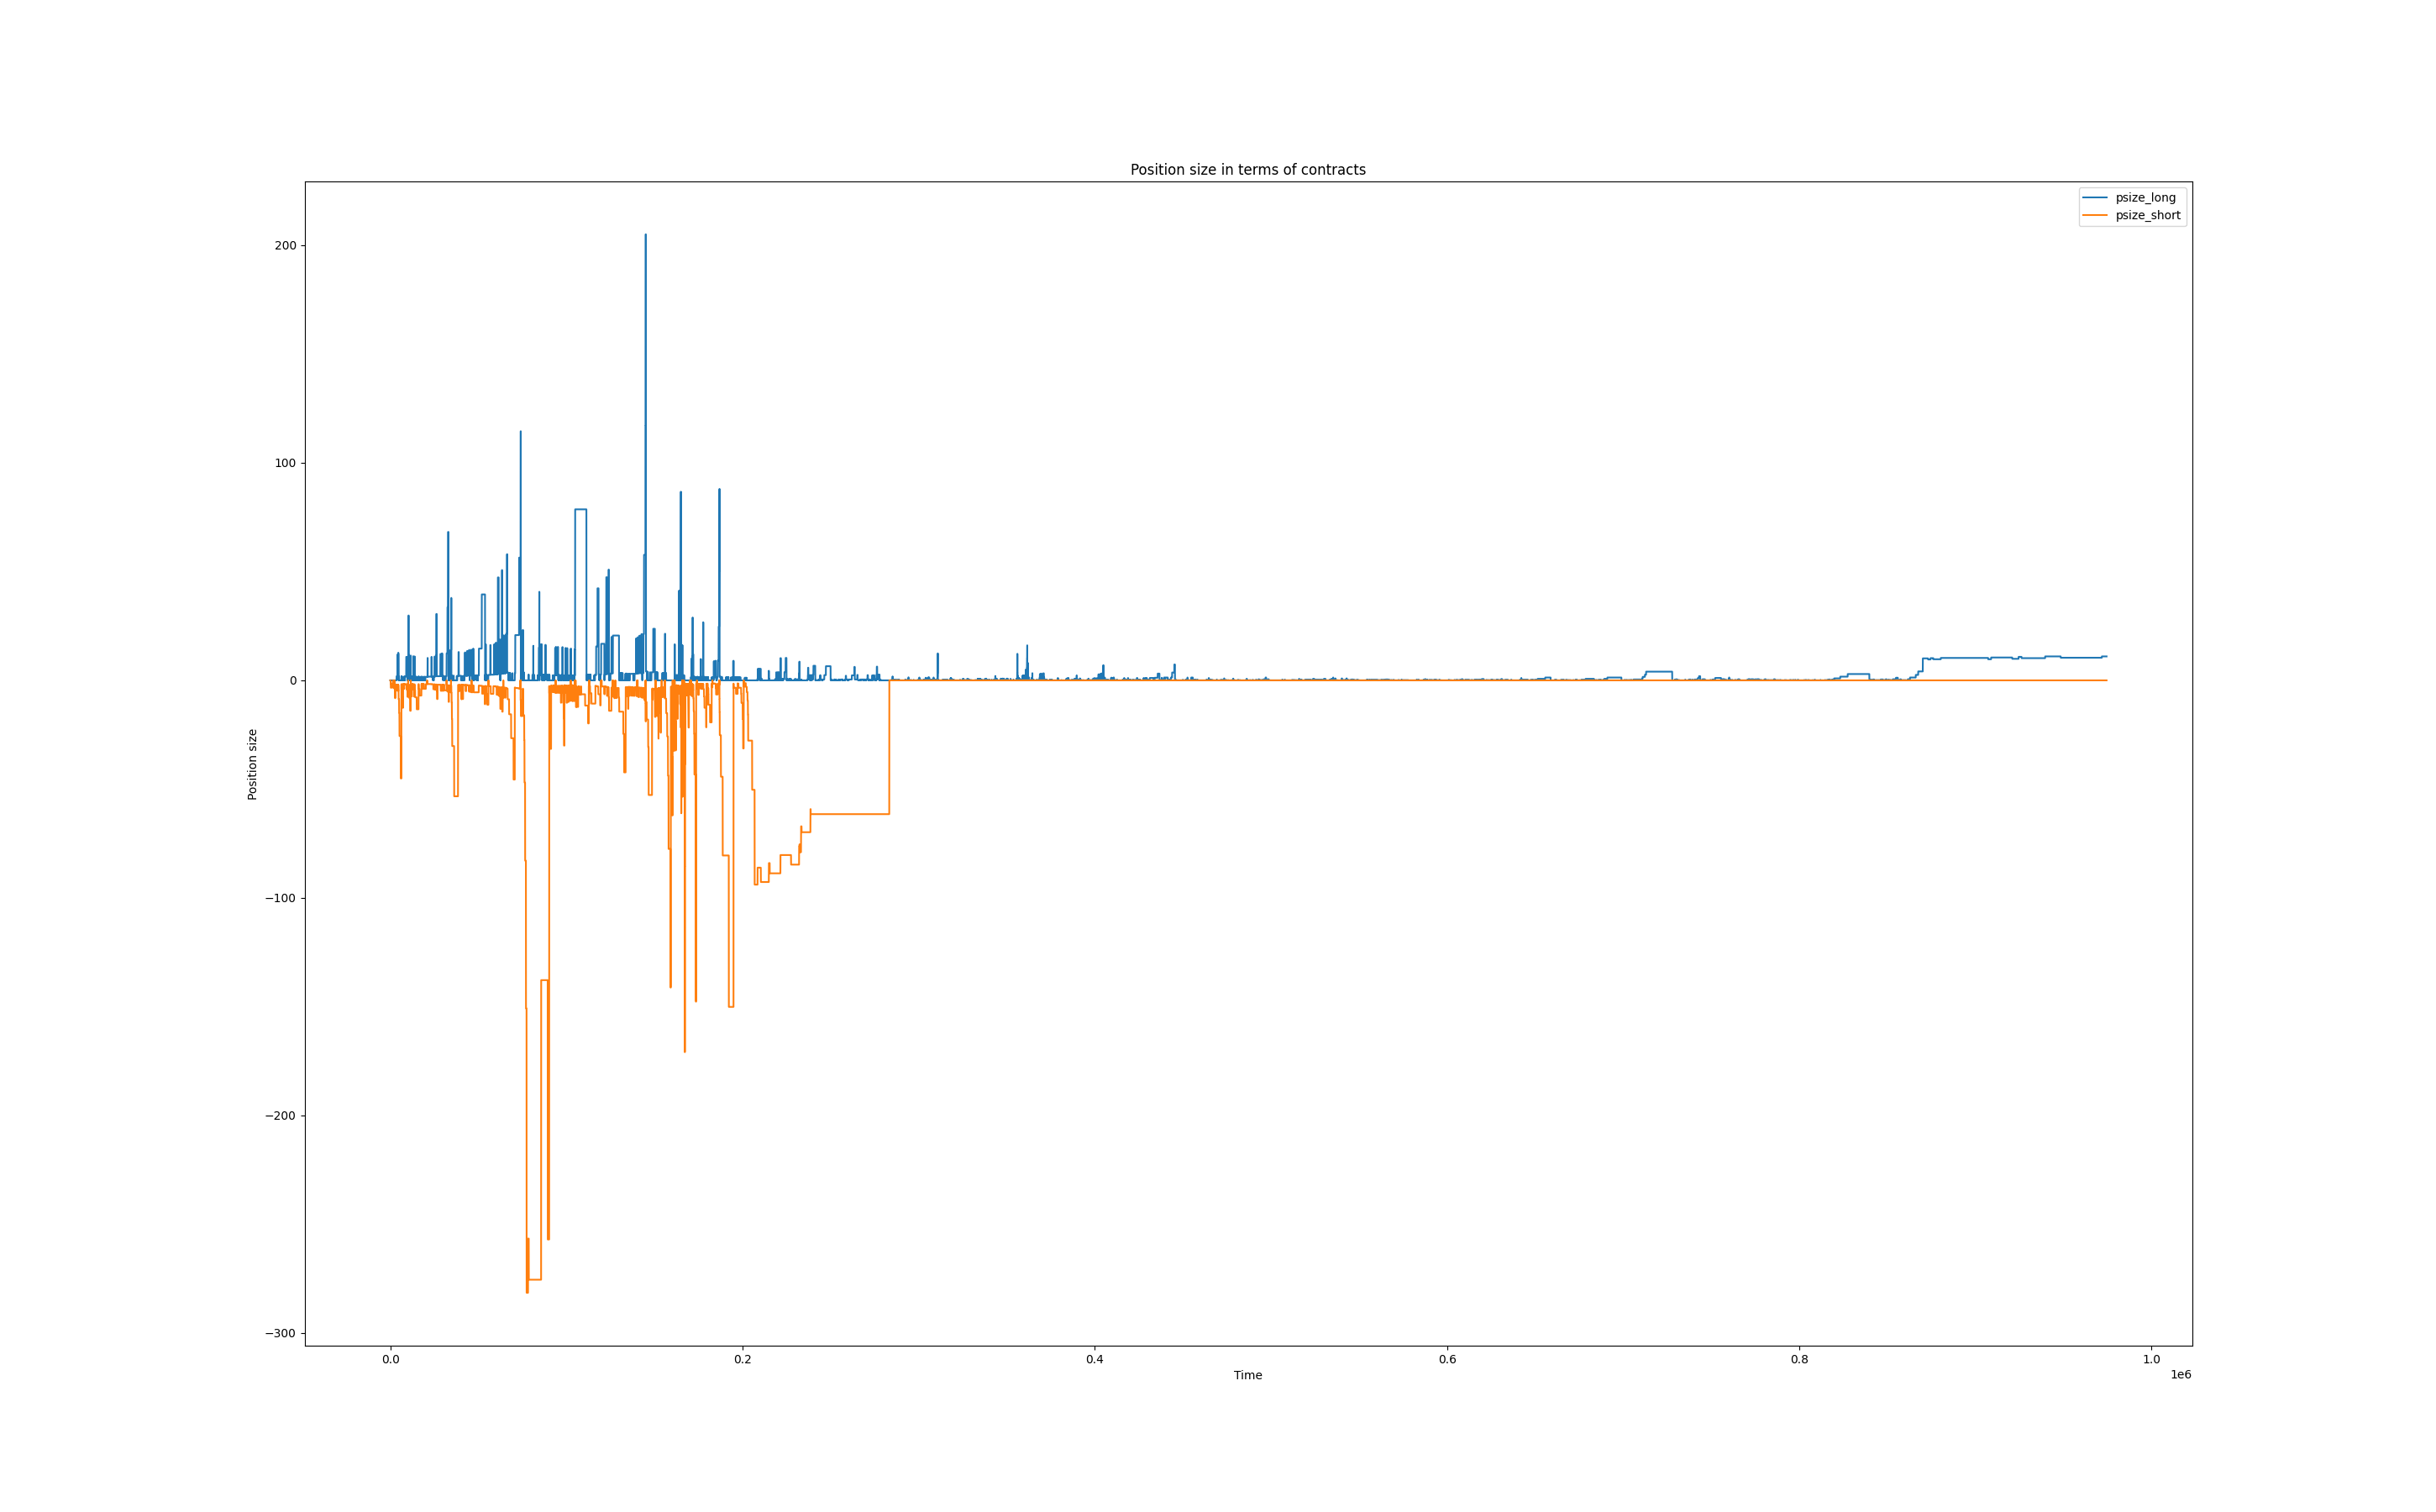 Position size in terms of contracts
psize_long
psize_short
200
100
0
−100
−200
−300
Position size
0.0
0.2
0.4
0.6
0.8
1.0
Time
1e6